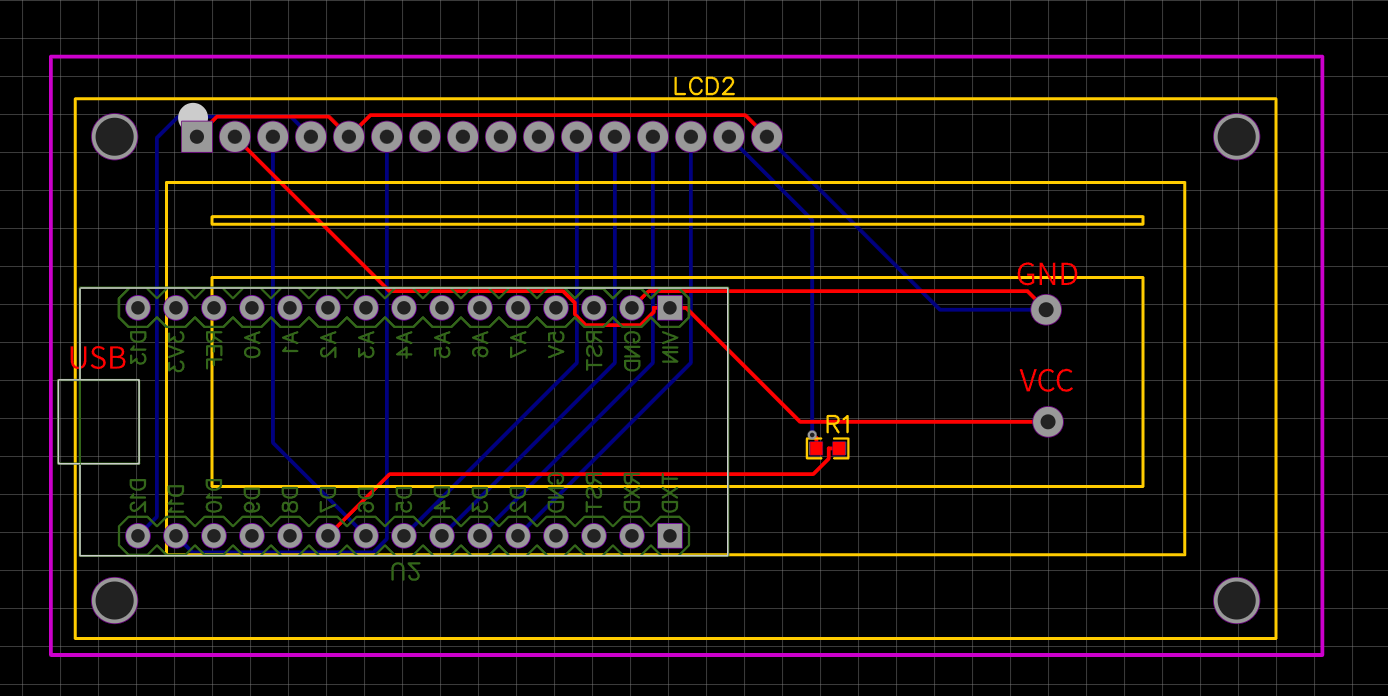 LCD2
GND
D13 3V3 REF A0 A1 A2 A3 A4 A5 A6 A7 5V RST GND VIN
USB
VCC
R1
D12 D11 D10 D9 D8 D7 D6 D5 D4 D3 D2 GND RST RXD TXD
U2